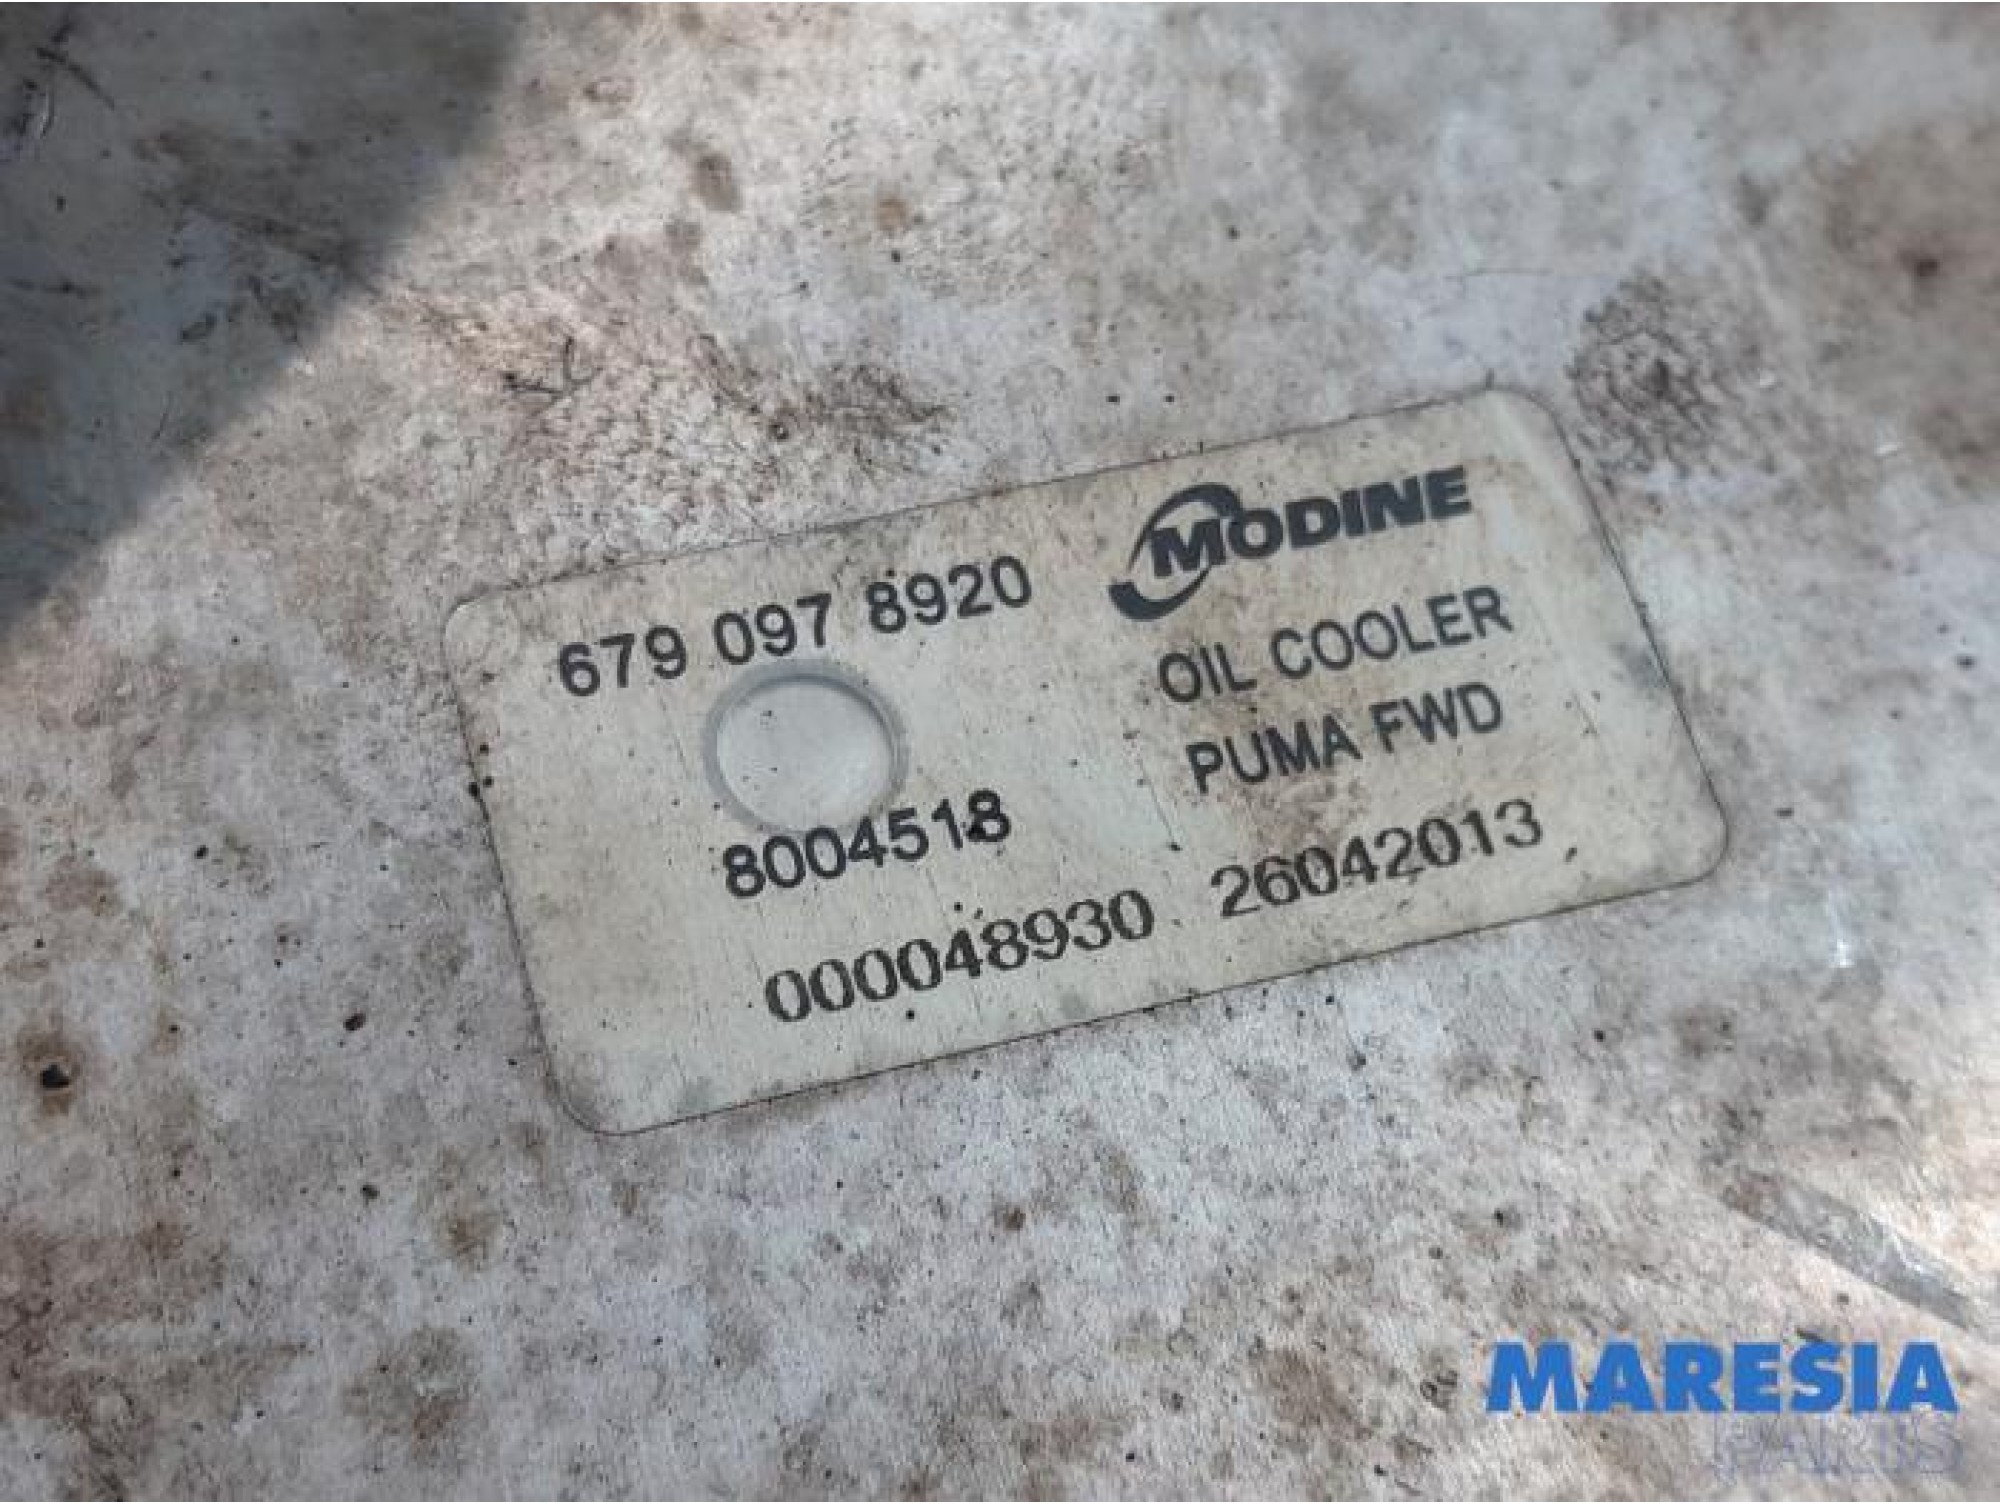 MODINE
679 097 8920
OIL COOLER
PUMA FWD
8004518
000048930 26042013
MARESIA
PARTS